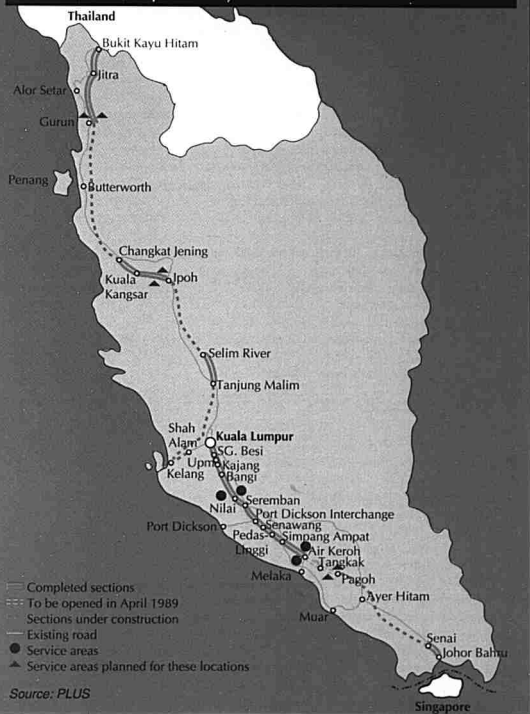 Thailand
Bukit Kayu Hitam
Jitra
Alor Setar
Gurun
Penang
Butterworth
Changkat Jening
Kuala
Kangsar
Ipoh
Selim River
Tanjung Malim
Shah
Alam
Kuala Lumpur
SG. Besi
Upm
Kajang
Kelang
Bangi
Nilai
Seremban
Port Dickson Interchange
Port Dickson
Senawang
Pedas-
Linggi
Simpang Ampat
Air Keroh
Tangkak
Melaka
Pagoh
Ayer Hitam
Muar
Senai
Johor Bahru
Completed sections
To be opened in April 1989
Sections under construction
Existing road
Service areas
Service areas planned for these locations
Source: PLUS
Singapore